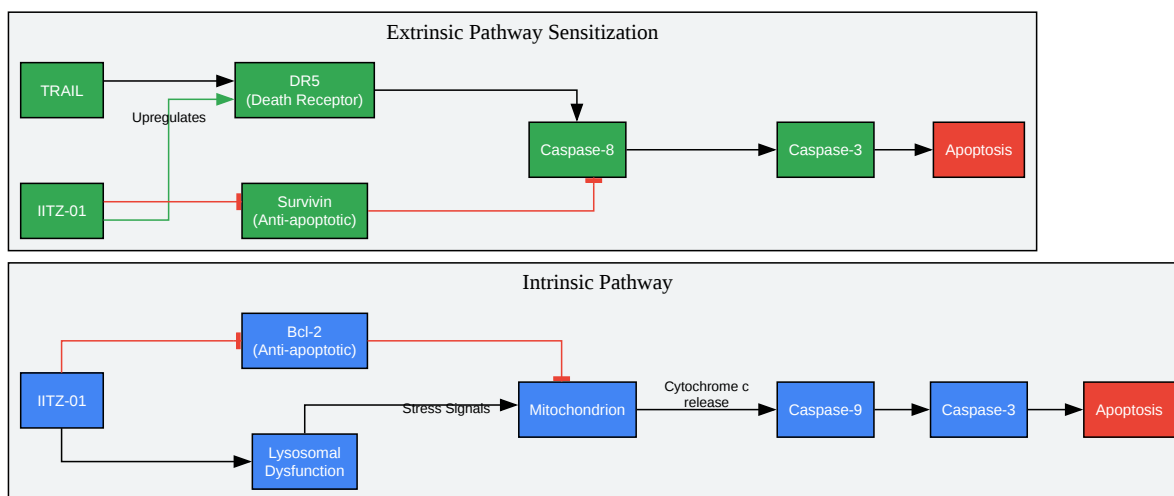 Extrinsic Pathway Sensitization
TRAIL
DR5
(Death Receptor)
Upregulates
Caspase-8
Caspase-3
Apoptosis
IITZ-01
Survivin
(Anti-apoptotic)
Intrinsic Pathway
Bcl-2
(Anti-apoptotic)
IITZ-01
Stress Signals
Mitochondrion
Cytochrome c
release
Caspase-9
Caspase-3
Apoptosis
Lysosomal
Dysfunction